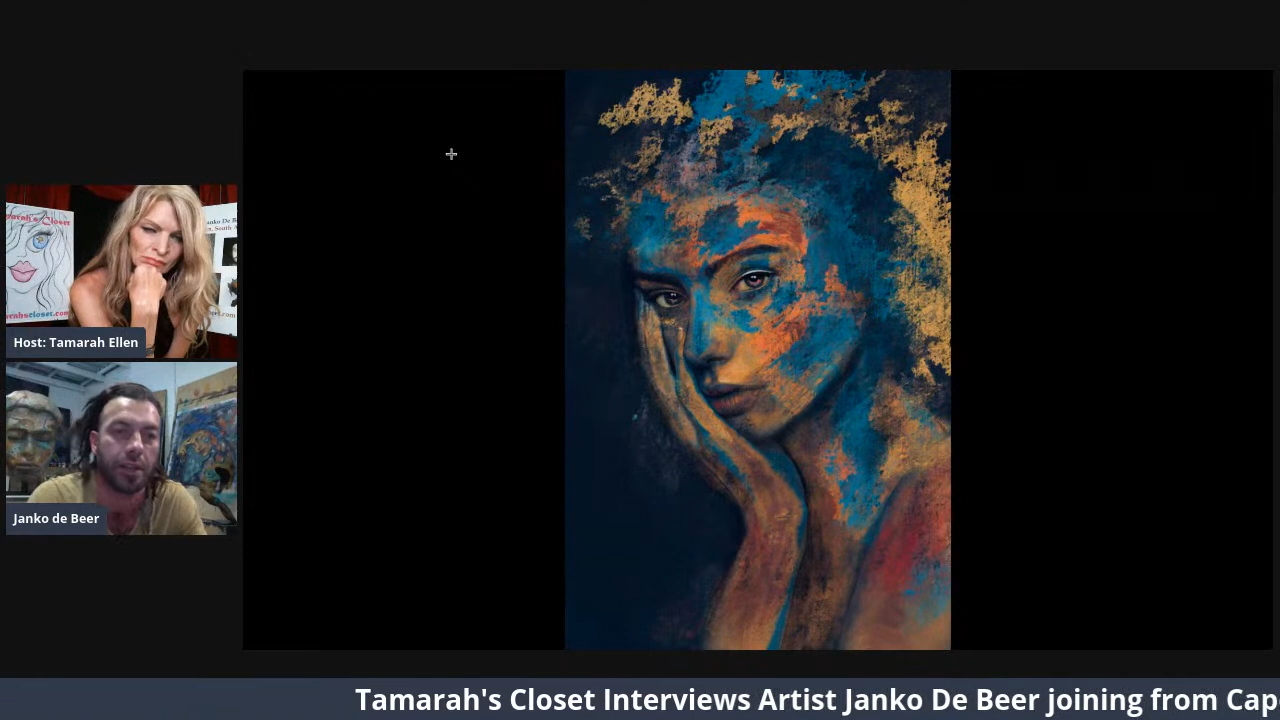 Tamarah's Closet Interviews Artist Janko De Beer joining from Cap
Host: Tamarah Ellen
Janko de Beer